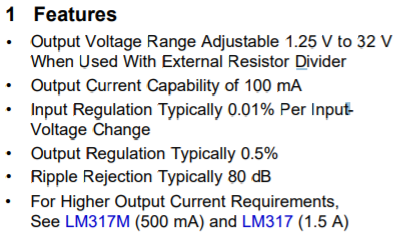 1 Features
• Output Voltage Range Adjustable 1.25 V to 32 V
When Used With External Resistor Divider
• Output Current Capability of 100 mA
• Input Regulation Typically 0.01% Per Input-
Voltage Change
• Output Regulation Typically 0.5%
• Ripple Rejection Typically 80 dB
• For Higher Output Current Requirements,
See LM317M (500 mA) and LM317 (1.5 A)